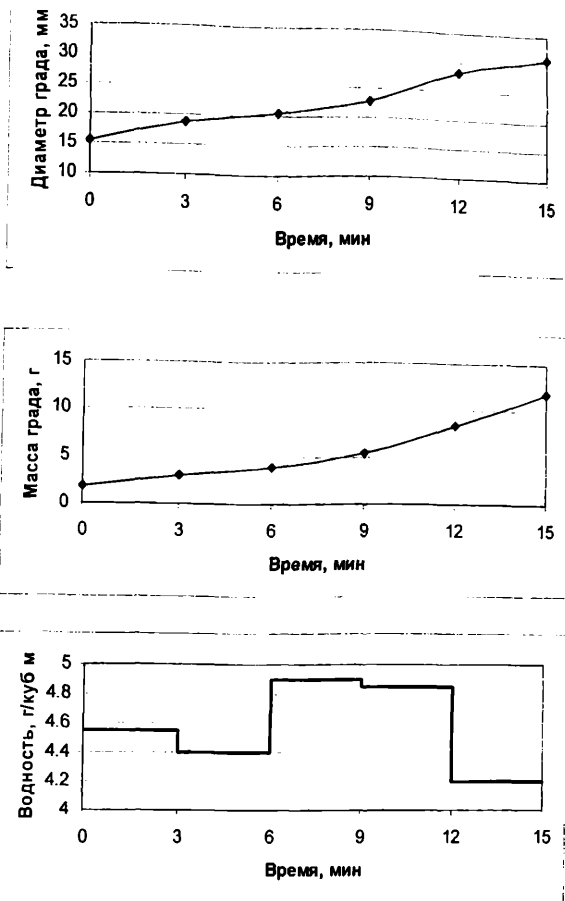 Диаметр града, мм
35
30
25
20
15
10
0 3 6 9 12 15
Время, мин
Масса града, г
15
10
5
0
0 3 6 9 12 15
Время, мин
Водность, г/куб м
5
4.8
4.6
4.4
4.2
4
0 3 6 9 12 15
Время, мин